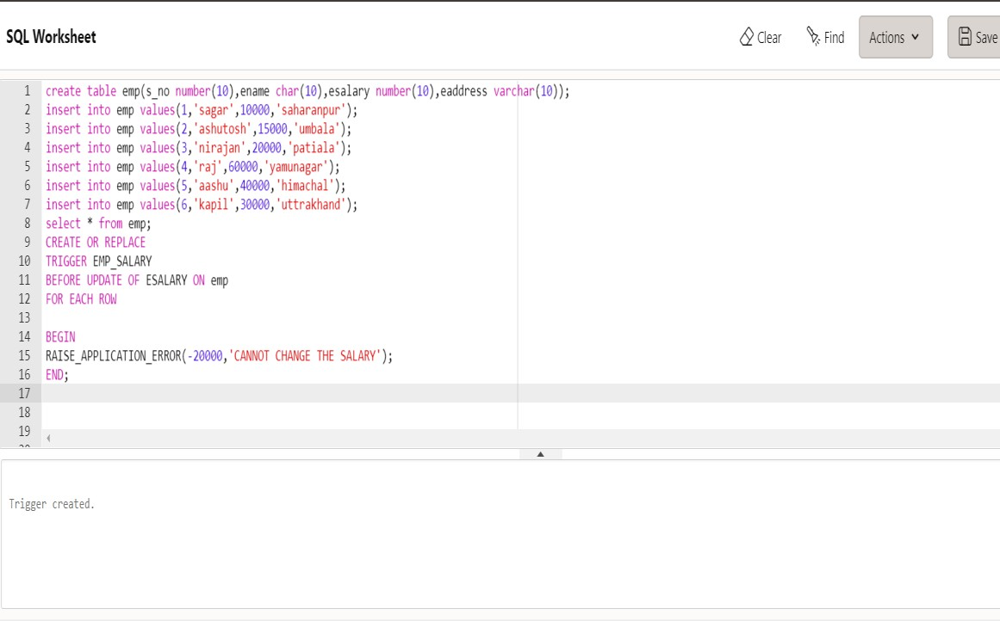 SQL Worksheet
Clear
Find
Actions
Save
1 create table emp(s_no number(10),ename char(10),esalary number(10),eaddress varchar(10));
2 insert into emp values(1,'sagar',10000,'saharanpur');
3 insert into emp values(2,'ashutosh',15000,'umbala');
4 insert into emp values(3,'nirajan',20000,'patiala');
5 insert into emp values(4,'raj',60000,'yamunagar');
6 insert into emp values(5,'aashu',40000,'himachal');
7 insert into emp values(6,'kapil',30000,'uttrakhand');
8 select * from emp;
9 CREATE OR REPLACE
10 TRIGGER EMP_SALARY
11 BEFORE UPDATE OF ESALARY ON emp
12 FOR EACH ROW
13
14 BEGIN
15 RAISE_APPLICATION_ERROR(-20000,'CANNOT CHANGE THE SALARY');
16 END;
17
18
19
Trigger created.